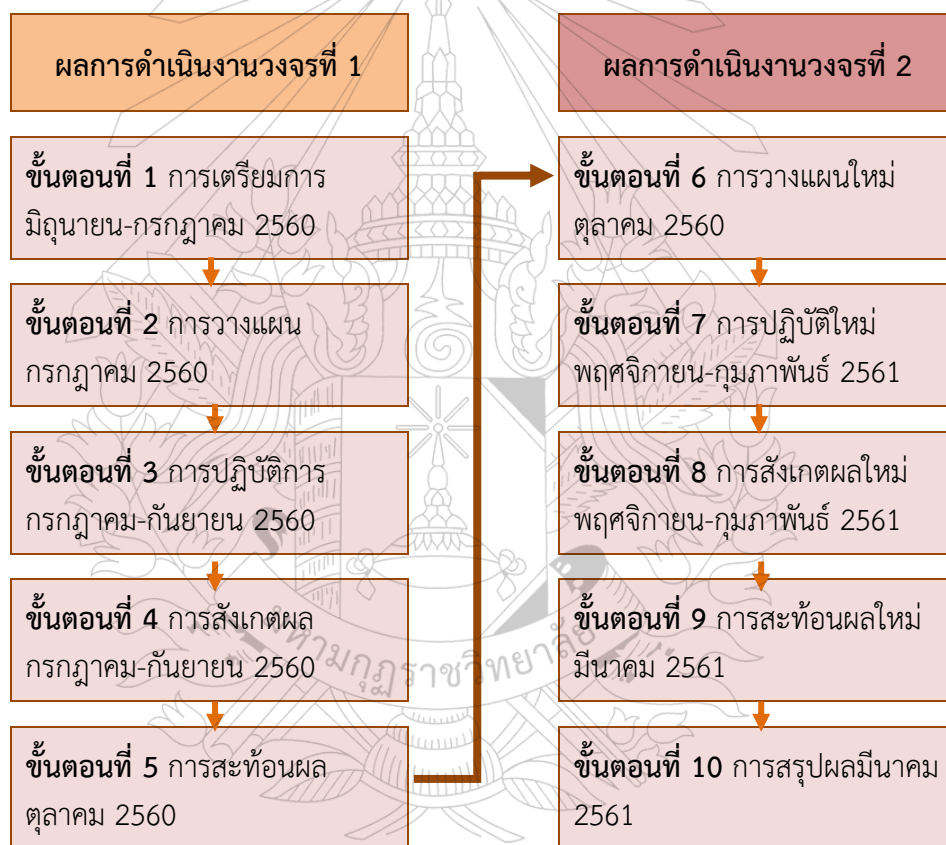 ผลการดำเนินงานวงจรที่ 1
ขั้นตอนที่ 1 การเตรียมการ
มิถุนายน-กรกฎาคม 2560
ขั้นตอนที่ 2 การวางแผน
กรกฎาคม 2560
ขั้นตอนที่ 3 การปฏิบัติการ
กรกฎาคม-กันยายน 2560
ขั้นตอนที่ 4 การสังเกตผล
กรกฎาคม-กันยายน 2560
ขั้นตอนที่ 5 การสะท้อนผล
ตุลาคม 2560
ผลการดำเนินงานวงจรที่ 2
ขั้นตอนที่ 6 การวางแผนใหม่
ตุลาคม 2560
ขั้นตอนที่ 7 การปฏิบัติใหม่
พฤศจิกายน-กุมภาพันธ์ 2561
ขั้นตอนที่ 8 การสังเกตผลใหม่
พฤศจิกายน-กุมภาพันธ์ 2561
ขั้นตอนที่ 9 การสะท้อนผลใหม่
มีนาคม 2561
ขั้นตอนที่ 10 การสรุปผลมีนาคม
2561
มหามกุฏราชวิทยาลัย